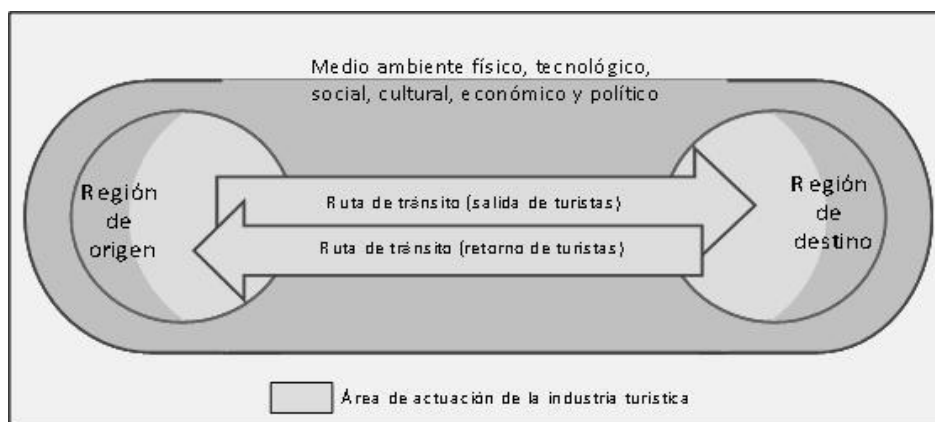 Medio ambiente físico, tecnológico,
social, cultural, económico y político
Región
de
origen
Ruta de tránsito (salida de turistas)
Ruta de tránsito (retorno de turistas)
Región
de
destino
Área de actuación de la industria turística